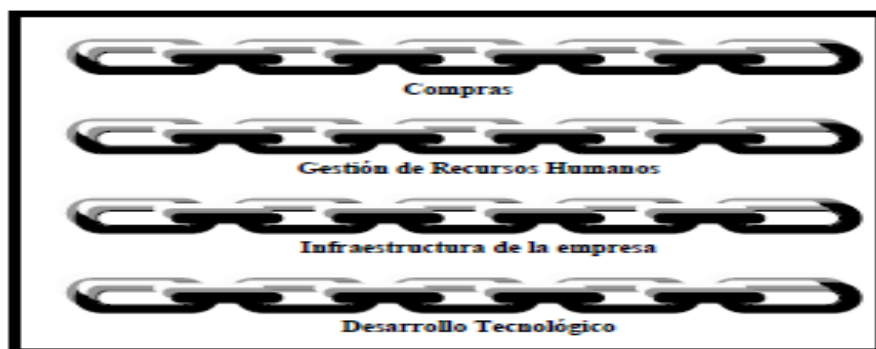 Compras
Gestión de Recursos Humanos
Infraestructura de la empresa
Desarrollo Tecnológico